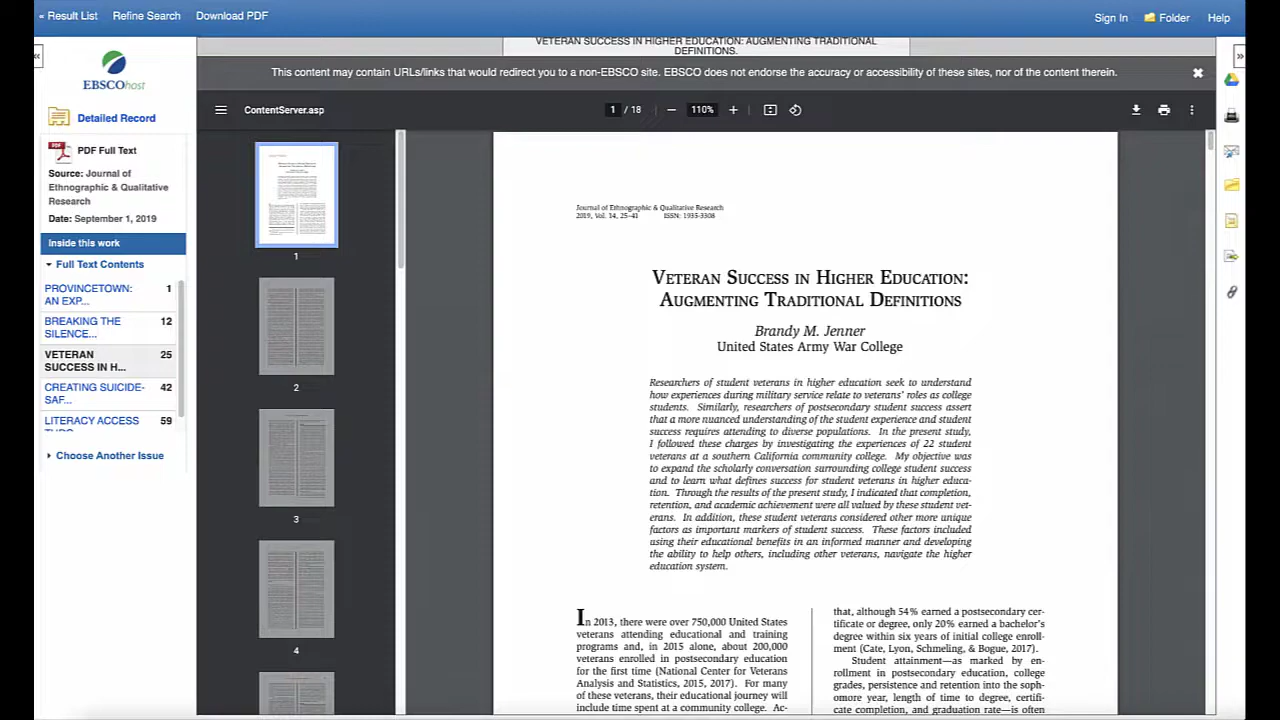 « Result List Refine Search Download PDF
Sign In Folder Help
«
»
EBSCOhost
Detailed Record
PDF Full Text
Source: Journal of
Ethnographic & Qualitative
Research
Date: September 1, 2019
Inside this work
Full Text Contents
PROVINCETOWN: 1
AN EXP...
BREAKING THE 12
SILENCE...
VETERAN 25
SUCCESS IN H...
CREATING SUICIDE- 42
SAF...
LITERACY ACCESS 59
Choose Another Issue
VETERAN SUCCESS IN HIGHER EDUCATION: AUGMENTING TRADITIONAL
DEFINITIONS.
This content may contain URLs/links that would redirect you to a non-EBSCO site. EBSCO does not endorse the accuracy or accessibility of these sites, nor of the content therein.
ContentServer.asp 1 / 18 110%
1
2
3
4
Journal of Ethnographic & Qualitative Research
2019, Vol. 14, 25–41 ISSN: 1935-3308
VETERAN SUCCESS IN HIGHER EDUCATION:
AUGMENTING TRADITIONAL DEFINITIONS
Brandy M. Jenner
United States Army War College
Researchers of student veterans in higher education seek to understand
how experiences during military service relate to veterans' roles as college
students. Similarly, researchers of postsecondary student success assert
that a more nuanced understanding of the student experience and student
success requires attending to diverse populations. In the present study,
I followed these charges by investigating the experiences of 22 student
veterans at a southern California community college. My objective was
to expand the scholarly conversation surrounding college student success
and to learn what defines success for student veterans in higher educa-
tion. Through the results of the present study, I indicated that completion,
retention, and academic achievement were all valued by these student vet-
erans. In addition, these student veterans considered other more unique
factors as important markers of student success. These factors included
using their educational benefits in an informed manner and developing
the ability to help others, including other veterans, navigate the higher
education system.
In 2013, there were over 750,000 United States
veterans attending educational and training
programs and, in 2015 alone, about 200,000
veterans enrolled in postsecondary education
for the first time (National Center for Veterans
Analysis and Statistics, 2015, 2017). For many
of these veterans, their educational journey will
include time spent at a community college. Ac-
that, although 54% earned a postsecondary cer-
tificate or degree, only 20% earned a bachelor's
degree within six years of initial college enroll-
ment (Cate, Lyon, Schmeling, & Bogue, 2017).
Student attainment—as marked by en-
rollment in postsecondary education, college
grades, persistence and retention into the soph-
omore year, length of time to degree, certifi-
cate completion, and graduation rate—is often